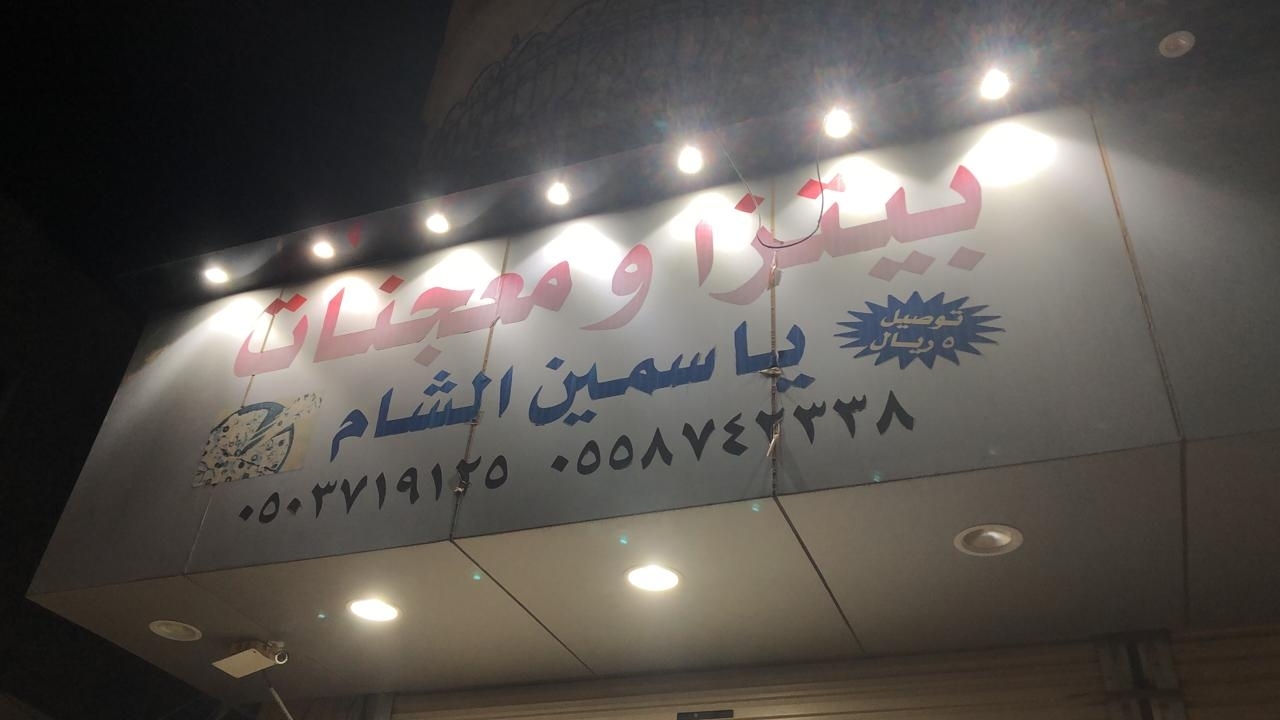 بيتزا و معجنات
ياسمين الشام
توصيل
٥ ريال
٠٥٠٣٧١٩١٢٥ ٠٥٥٨٧٤٢٣٣٨